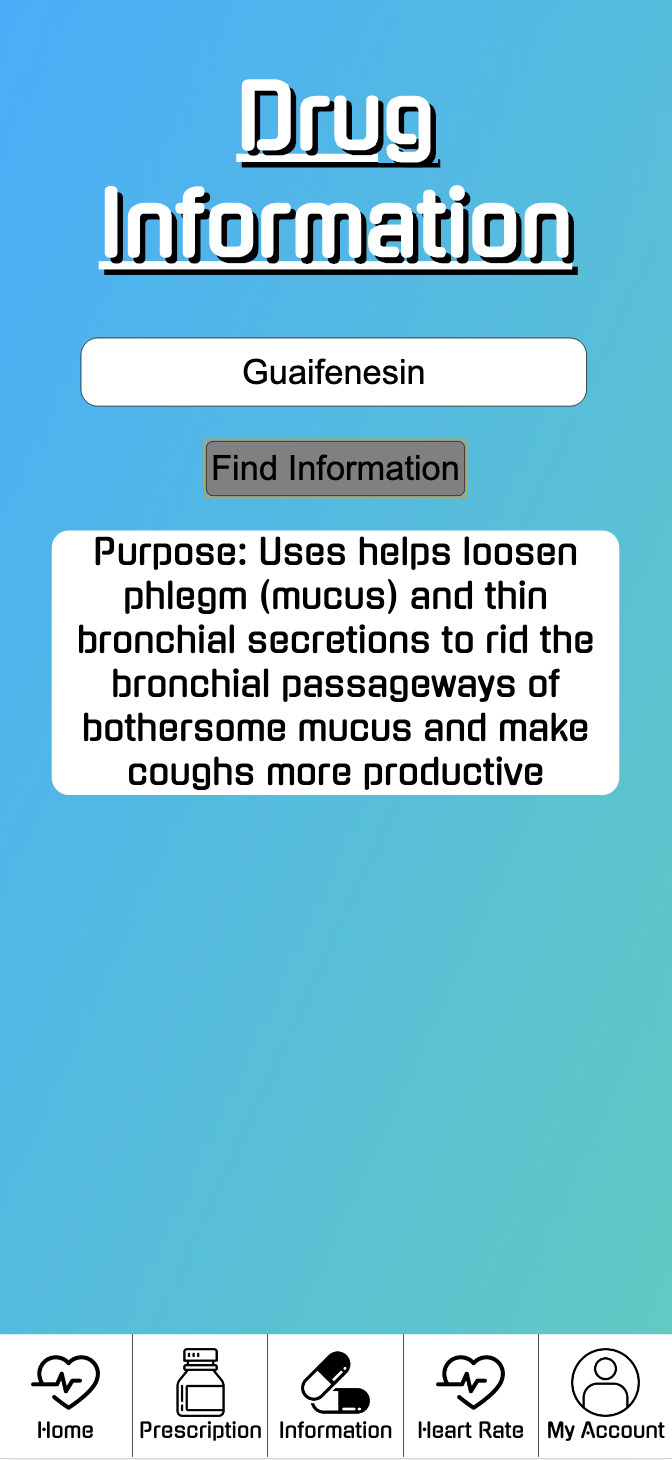 Drug
Information
Guaifenesin
Find Information
Purpose: Uses helps loosen
phlegm (mucus) and thin
bronchial secretions to rid the
bronchial passageways of
bothersome mucus and make
coughs more productive
Home
Prescription
Information
Heart Rate
My Account